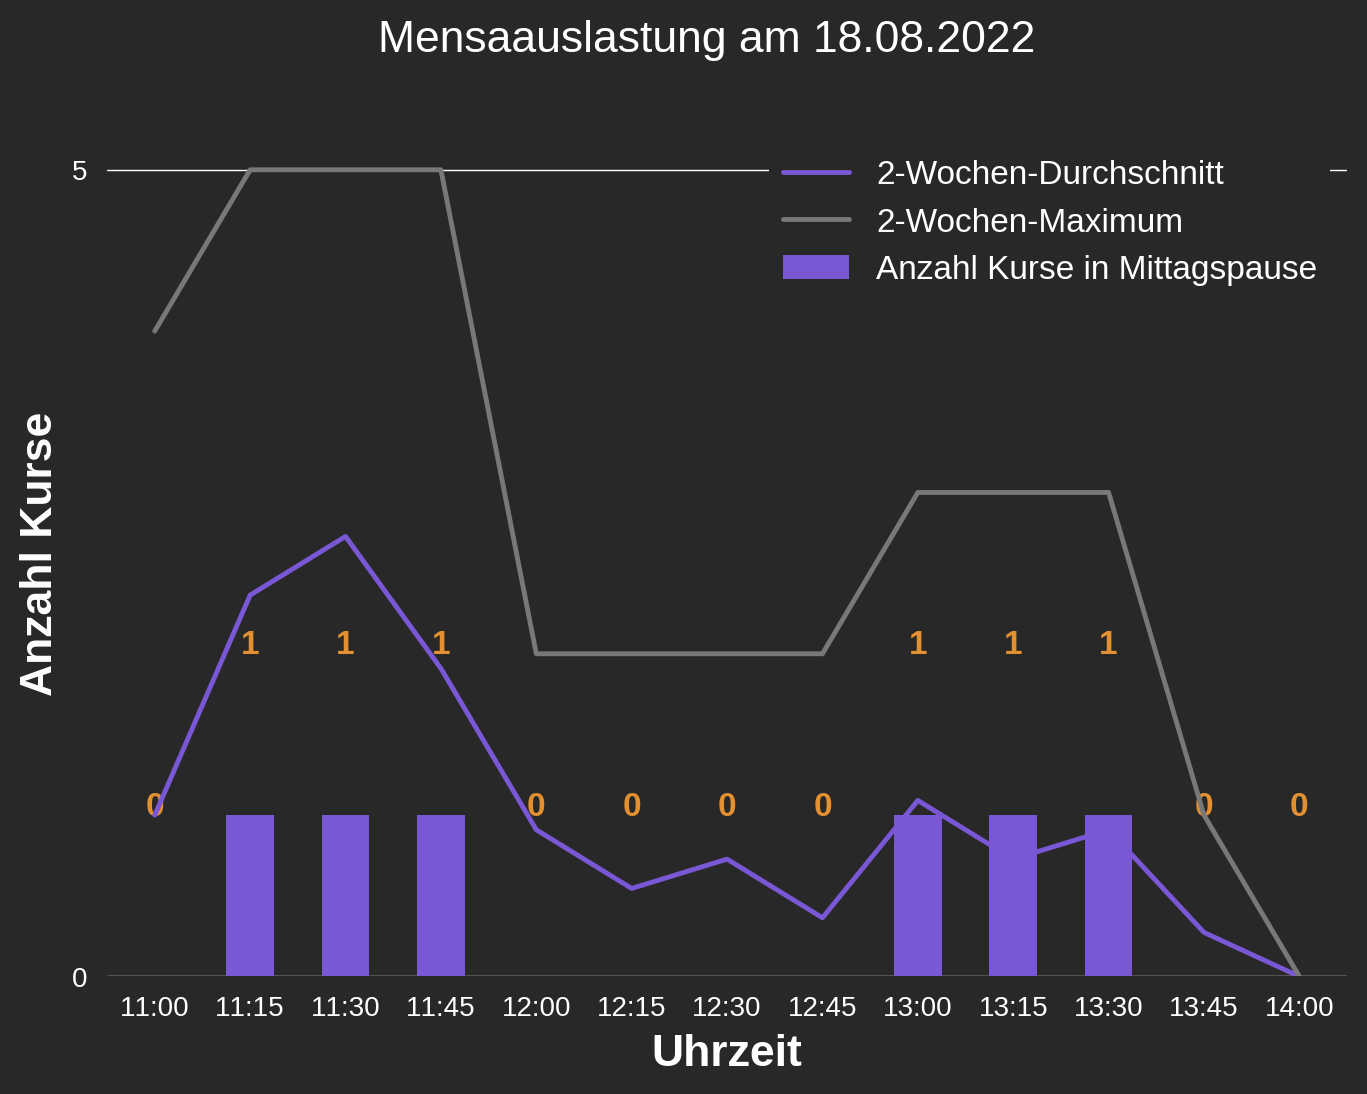 Mensaauslastung am 18.08.2022
5
2-Wochen-Durchschnitt
2-Wochen-Maximum
Anzahl Kurse in Mittagspause
Anzahl Kurse
1 1 1 1 1 1
0 0 0 0 0 0 0
0
11:00 11:15 11:30 11:45 12:00 12:15 12:30 12:45 13:00 13:15 13:30 13:45 14:00
Uhrzeit